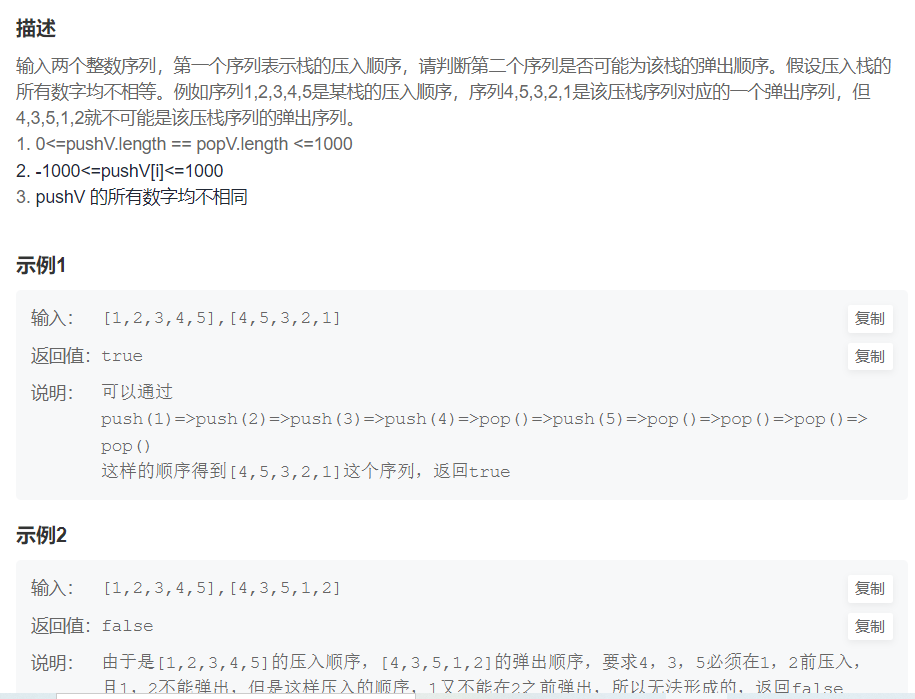 描述
输入两个整数序列，第一个序列表示栈的压入顺序，请判断第二个序列是否可能为该栈的弹出顺序。假设压入栈的
所有数字均不相等。例如序列1,2,3,4,5是某栈的压入顺序，序列4,5,3,2,1是该压栈序列对应的一个弹出序列，但
4,3,5,1,2就不可能是该压栈序列的弹出序列。
1. 0<=pushV.length == popV.length <=1000
2. -1000<=pushV[i]<=1000
3. pushV 的所有数字均不相同
示例1
输入： [1,2,3,4,5],[4,5,3,2,1] 复制
返回值： true 复制
说明： 可以通过
push(1)=>push(2)=>push(3)=>push(4)=>pop()=>push(5)=>pop()=>pop()=>pop()=>
pop()
这样的顺序得到[4,5,3,2,1]这个序列，返回true
示例2
输入： [1,2,3,4,5],[4,3,5,1,2] 复制
返回值： false 复制
说明： 由于是[1,2,3,4,5]的压入顺序，[4,3,5,1,2]的弹出顺序，要求4，3，5必须在1，2前压入，
且1，2不能弹出，但是这样压入的顺序，1又不能在2之前弹出，所以无法形成的，返回false